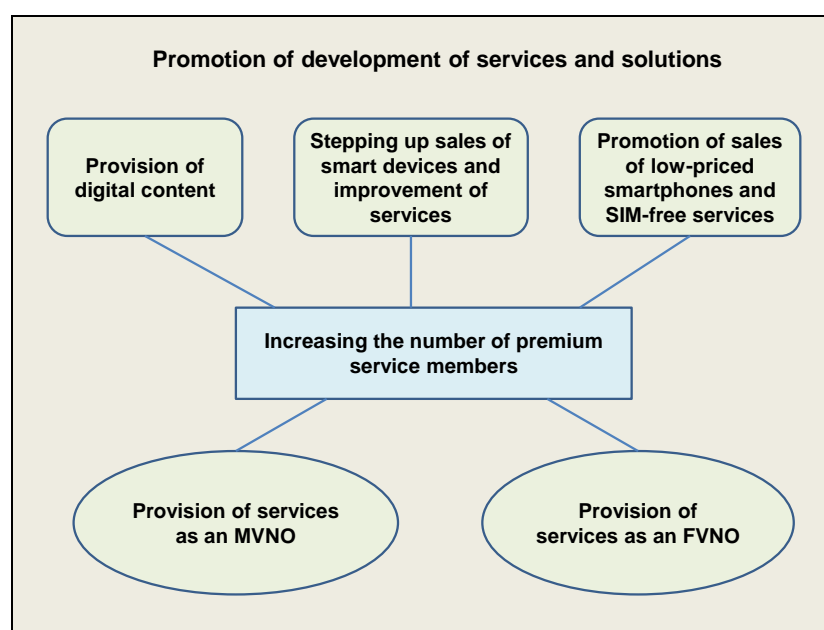 Promotion of development of services and solutions
Provision of
digital content
Stepping up sales of
smart devices and
improvement of
services
Promotion of sales
of low-priced
smartphones and
SIM-free services
Increasing the number of premium
service members
Provision of services
as an MVNO
Provision of
services as an FVNO